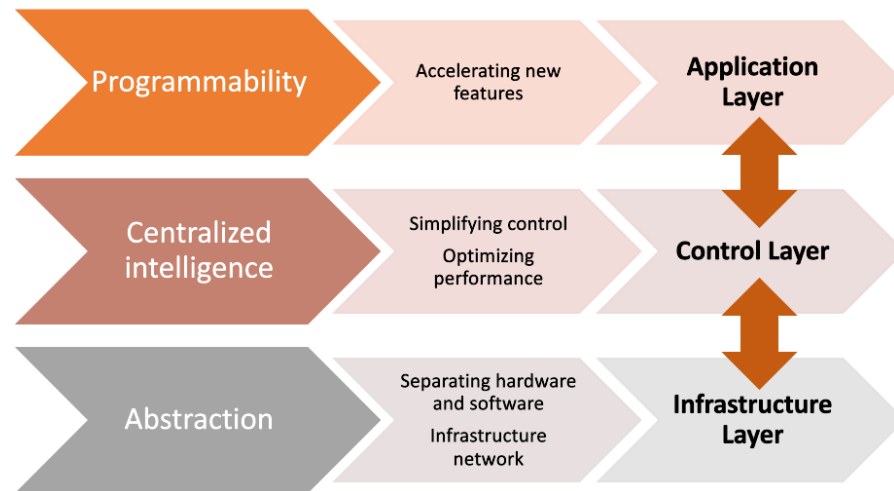 Programmability
Accelerating new
features
Application
Layer
Centralized
intelligence
Simplifying control
Optimizing
performance
Control Layer
Abstraction
Separating hardware
and software
Infrastructure
network
Infrastructure
Layer